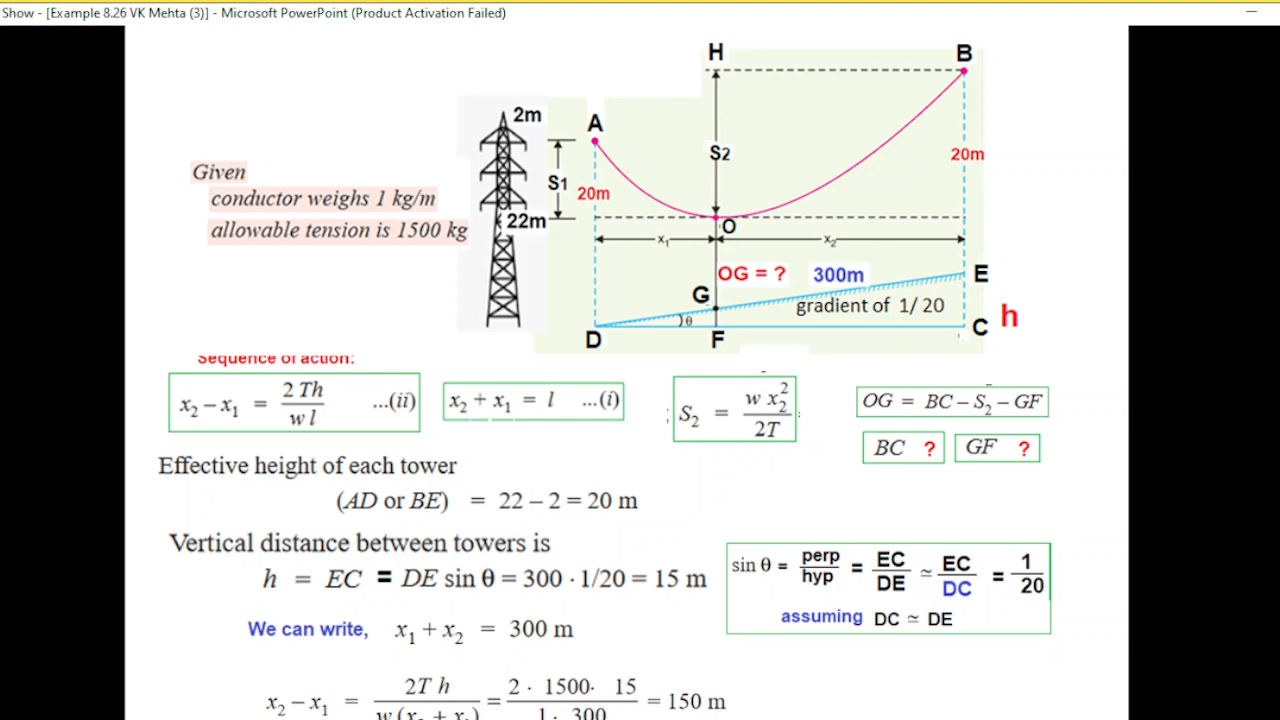 Show - [Example 8.26 VK Mehta (3)] - Microsoft PowerPoint (Product Activation Failed)
H
B
2m
A
S2
20m
Given
S1
20m
conductor weighs 1 kg/m
22m
allowable tension is 1500 kg
O
x₁
x₂
OG = ? 300m
E
G
gradient of 1/ 20
h
θ
D
F
C
Sequence of action:
x₂ − x₁ = 2 Th / w l ...(ii)
x₂ + x₁ = l ...(i)
S₂ = w x₂² / 2T
OG = BC − S₂ − GF
BC ?
GF ?
Effective height of each tower
(AD or BE) = 22 – 2 = 20 m
Vertical distance between towers is
h = EC = DE sin θ = 300 · 1/20 = 15 m
sin θ = perp / hyp = EC / DE ≃ EC / DC = 1 / 20
assuming DC ≃ DE
We can write, x₁ + x₂ = 300 m
x₂ − x₁ = 2T h / w (x₂ + x₁) = 2 · 1500 · 15 / 1 · 300 = 150 m